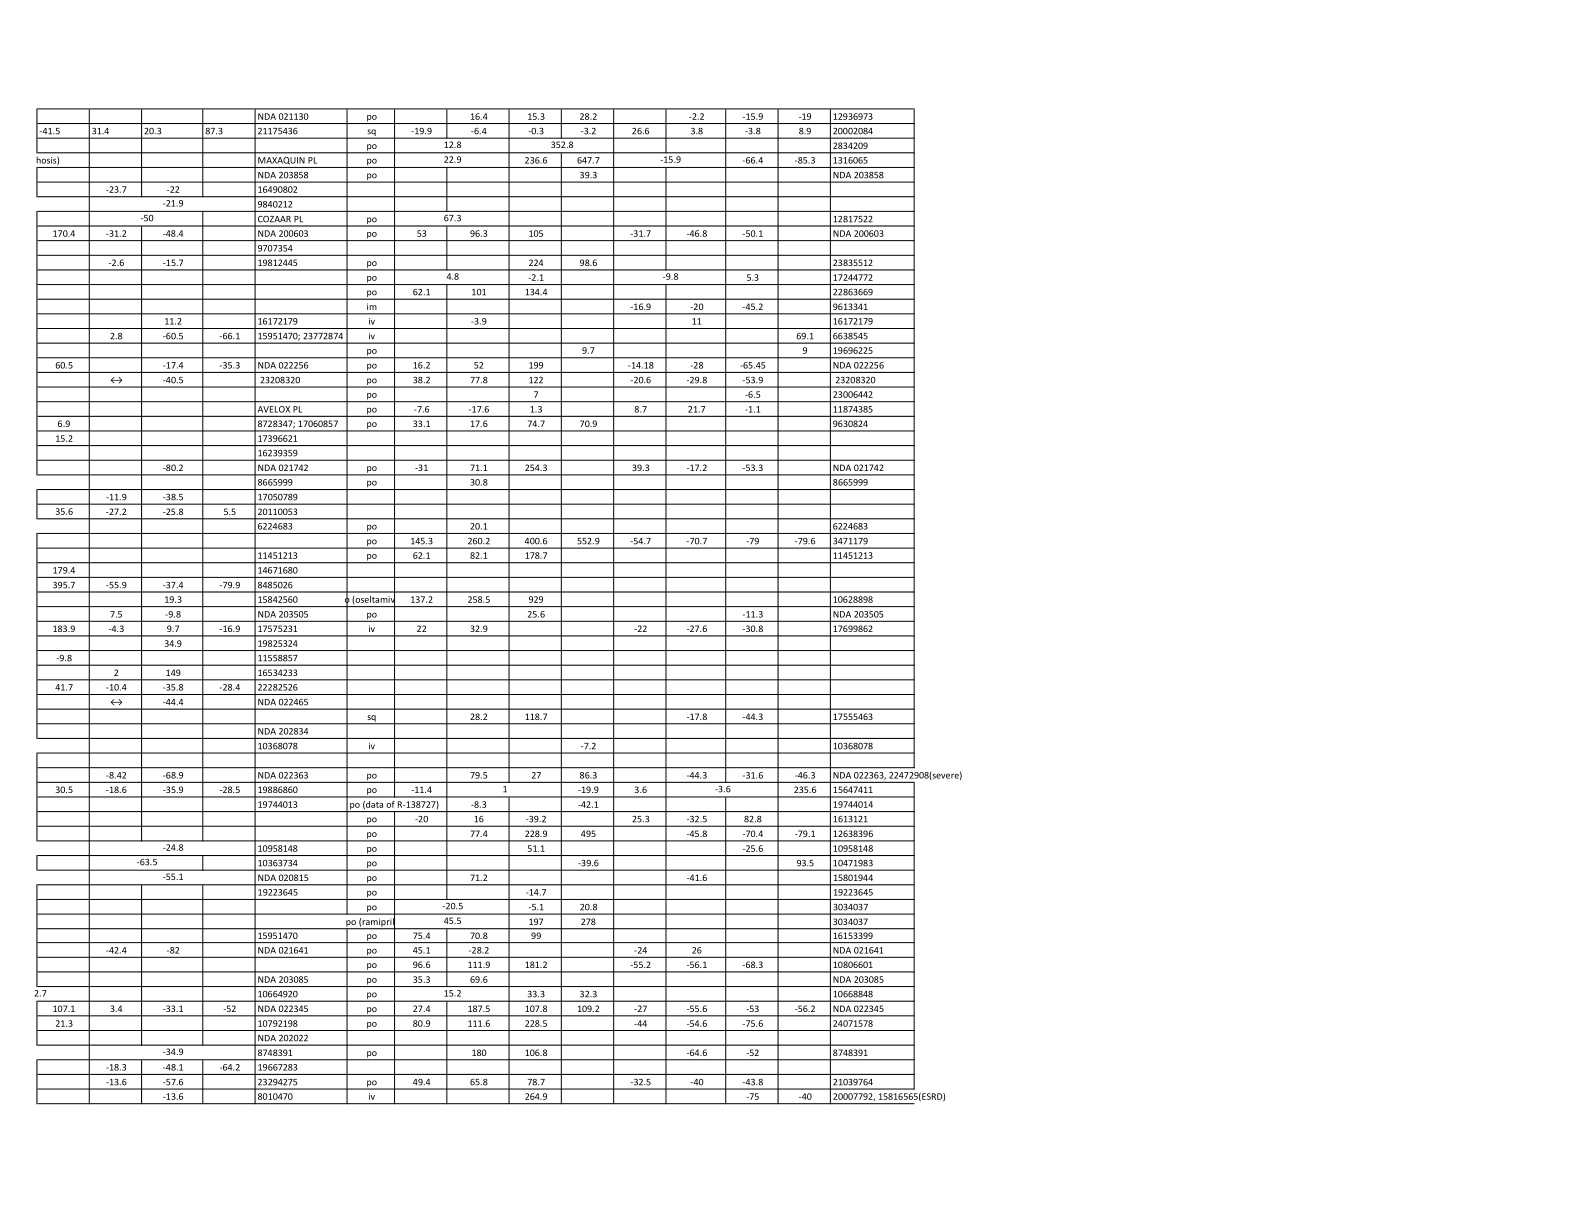 NDA 021130 po 16.4 15.3 28.2 -2.2 -15.9 -19 12936973
-41.5 31.4 20.3 87.3 21175436 sq -19.9 -6.4 -0.3 -3.2 26.6 3.8 -3.8 8.9 20002084
po 12.8 352.8 2834209
hosis) MAXAQUIN PL po 22.9 236.6 647.7 -15.9 -66.4 -85.3 1316065
NDA 203858 po 39.3 NDA 203858
-23.7 -22 16490802
-21.9 9840212
-50 COZAAR PL po 67.3 12817522
170.4 -31.2 -48.4 NDA 200603 po 53 96.3 105 -31.7 -46.8 -50.1 NDA 200603
9707354
-2.6 -15.7 19812445 po 224 98.6 23835512
po 4.8 -2.1 -9.8 5.3 17244772
po 62.1 101 134.4 22863669
im -16.9 -20 -45.2 9613341
11.2 16172179 iv -3.9 11 16172179
2.8 -60.5 -66.1 15951470; 23772874 iv 69.1 6638545
po 9.7 9 19696225
60.5 -17.4 -35.3 NDA 022256 po 16.2 52 199 -14.18 -28 -65.45 NDA 022256
↔ -40.5 23208320 po 38.2 77.8 122 -20.6 -29.8 -53.9 23208320
po 7 -6.5 23006442
AVELOX PL po -7.6 -17.6 1.3 8.7 21.7 -1.1 11874385
6.9 8728347; 17060857 po 33.1 17.6 74.7 70.9 9630824
15.2 17396621
16239359
-80.2 NDA 021742 po -31 71.1 254.3 39.3 -17.2 -53.3 NDA 021742
8665999 po 30.8 8665999
-11.9 -38.5 17050789
35.6 -27.2 -25.8 5.5 20110053
6224683 po 20.1 6224683
po 145.3 260.2 400.6 552.9 -54.7 -70.7 -79 -79.6 3471179
11451213 po 62.1 82.1 178.7 11451213
179.4 14671680
395.7 -55.9 -37.4 -79.9 8485026
19.3 15842560 o (oseltamiv 137.2 258.5 929 10628898
7.5 -9.8 NDA 203505 po 25.6 -11.3 NDA 203505
183.9 -4.3 9.7 -16.9 17575231 iv 22 32.9 -22 -27.6 -30.8 17699862
34.9 19825324
-9.8 11558857
2 149 16534233
41.7 -10.4 -35.8 -28.4 22282526
↔ -44.4 NDA 022465
sq 28.2 118.7 -17.8 -44.3 17555463
NDA 202834
10368078 iv -7.2 10368078
-8.42 -68.9 NDA 022363 po 79.5 27 86.3 -44.3 -31.6 -46.3 NDA 022363, 22472908(severe)
30.5 -18.6 -35.9 -28.5 19886860 po -11.4 1 -19.9 3.6 -3.6 235.6 15647411
19744013 po (data of R-138727) -8.3 -42.1 19744014
po -20 16 -39.2 25.3 -32.5 82.8 1613121
po 77.4 228.9 495 -45.8 -70.4 -79.1 12638396
-24.8 10958148 po 51.1 -25.6 10958148
-63.5 10363734 po -39.6 93.5 10471983
-55.1 NDA 020815 po 71.2 -41.6 15801944
19223645 po -14.7 19223645
po -20.5 -5.1 20.8 3034037
po (ramipril 45.5 197 278 3034037
15951470 po 75.4 70.8 99 16153399
-42.4 -82 NDA 021641 po 45.1 -28.2 -24 26 NDA 021641
po 96.6 111.9 181.2 -55.2 -56.1 -68.3 10806601
NDA 203085 po 35.3 69.6 NDA 203085
2.7 10664920 po 15.2 33.3 32.3 10668848
107.1 3.4 -33.1 -52 NDA 022345 po 27.4 187.5 107.8 109.2 -27 -55.6 -53 -56.2 NDA 022345
21.3 10792198 po 80.9 111.6 228.5 -44 -54.6 -75.6 24071578
NDA 202022
-34.9 8748391 po 180 106.8 -64.6 -52 8748391
-18.3 -48.1 -64.2 19667283
-13.6 -57.6 23294275 po 49.4 65.8 78.7 -32.5 -40 -43.8 21039764
-13.6 8010470 iv 264.9 -75 -40 20007792, 15816565(ESRD)